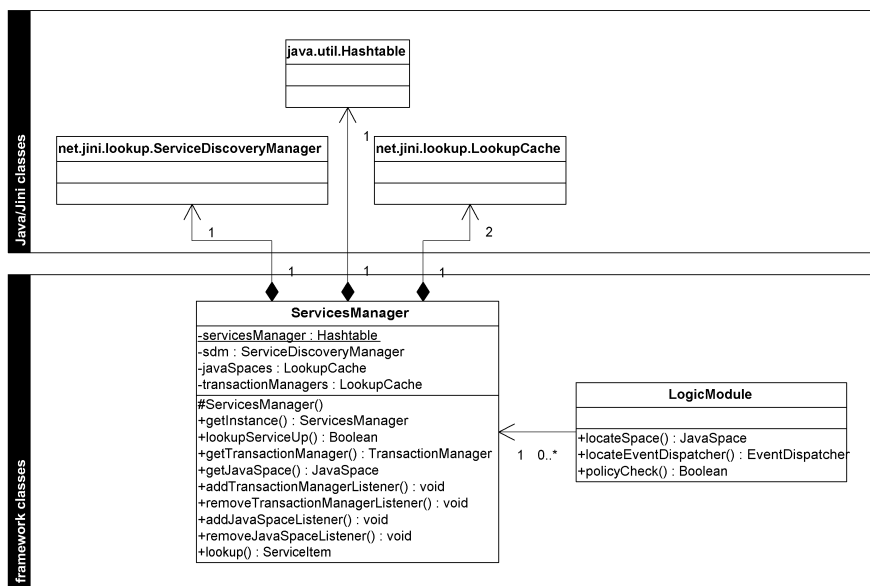 Java/Jini classes
java.util.Hashtable
net.jini.lookup.ServiceDiscoveryManager
net.jini.lookup.LookupCache
1
1
2
1
1
1
framework classes
ServicesManager
-servicesManager : Hashtable
-sdm : ServiceDiscoveryManager
-javaSpaces : LookupCache
-transactionManagers : LookupCache
#ServicesManager()
+getInstance() : ServicesManager
+lookupServiceUp() : Boolean
+getTransactionManager() : TransactionManager
+getJavaSpace() : JavaSpace
+addTransactionManagerListener() : void
+removeTransactionManagerListener() : void
+addJavaSpaceListener() : void
+removeJavaSpaceListener() : void
+lookup() : ServiceItem
1 0..*
LogicModule
+locateSpace() : JavaSpace
+locateEventDispatcher() : EventDispatcher
+policyCheck() : Boolean